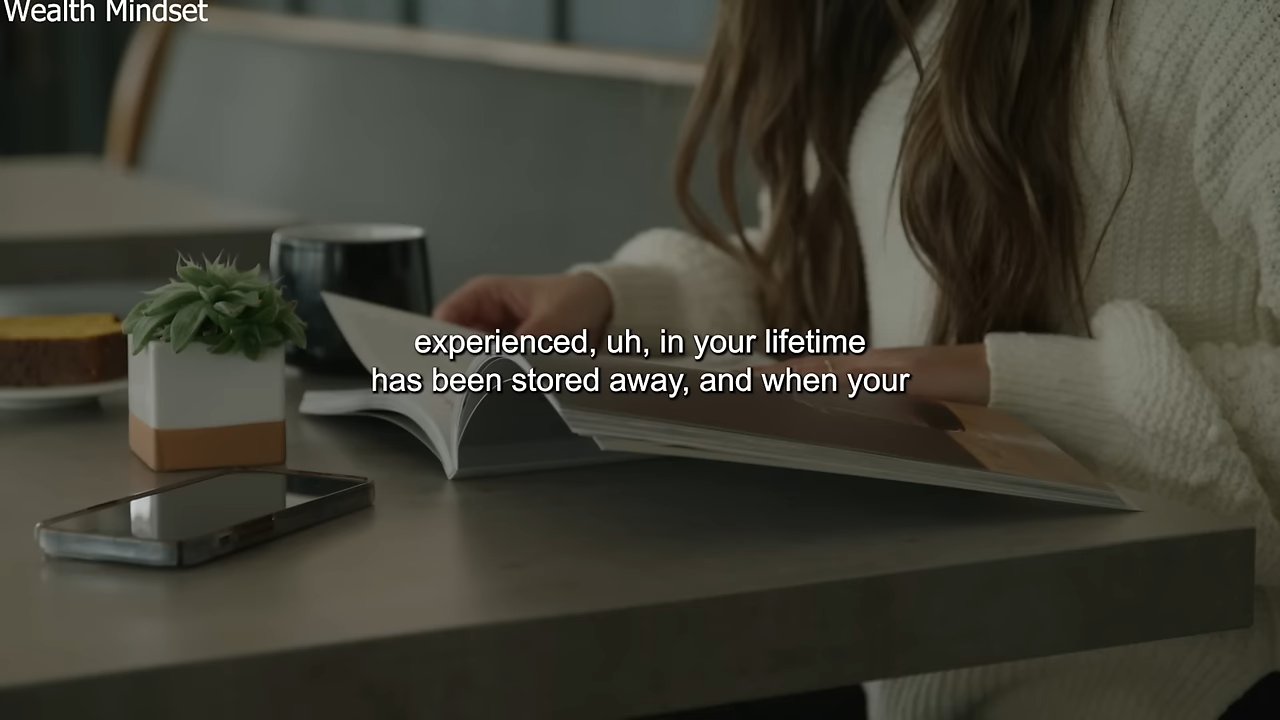 Wealth Mindset
experienced, uh, in your lifetime
has been stored away, and when your